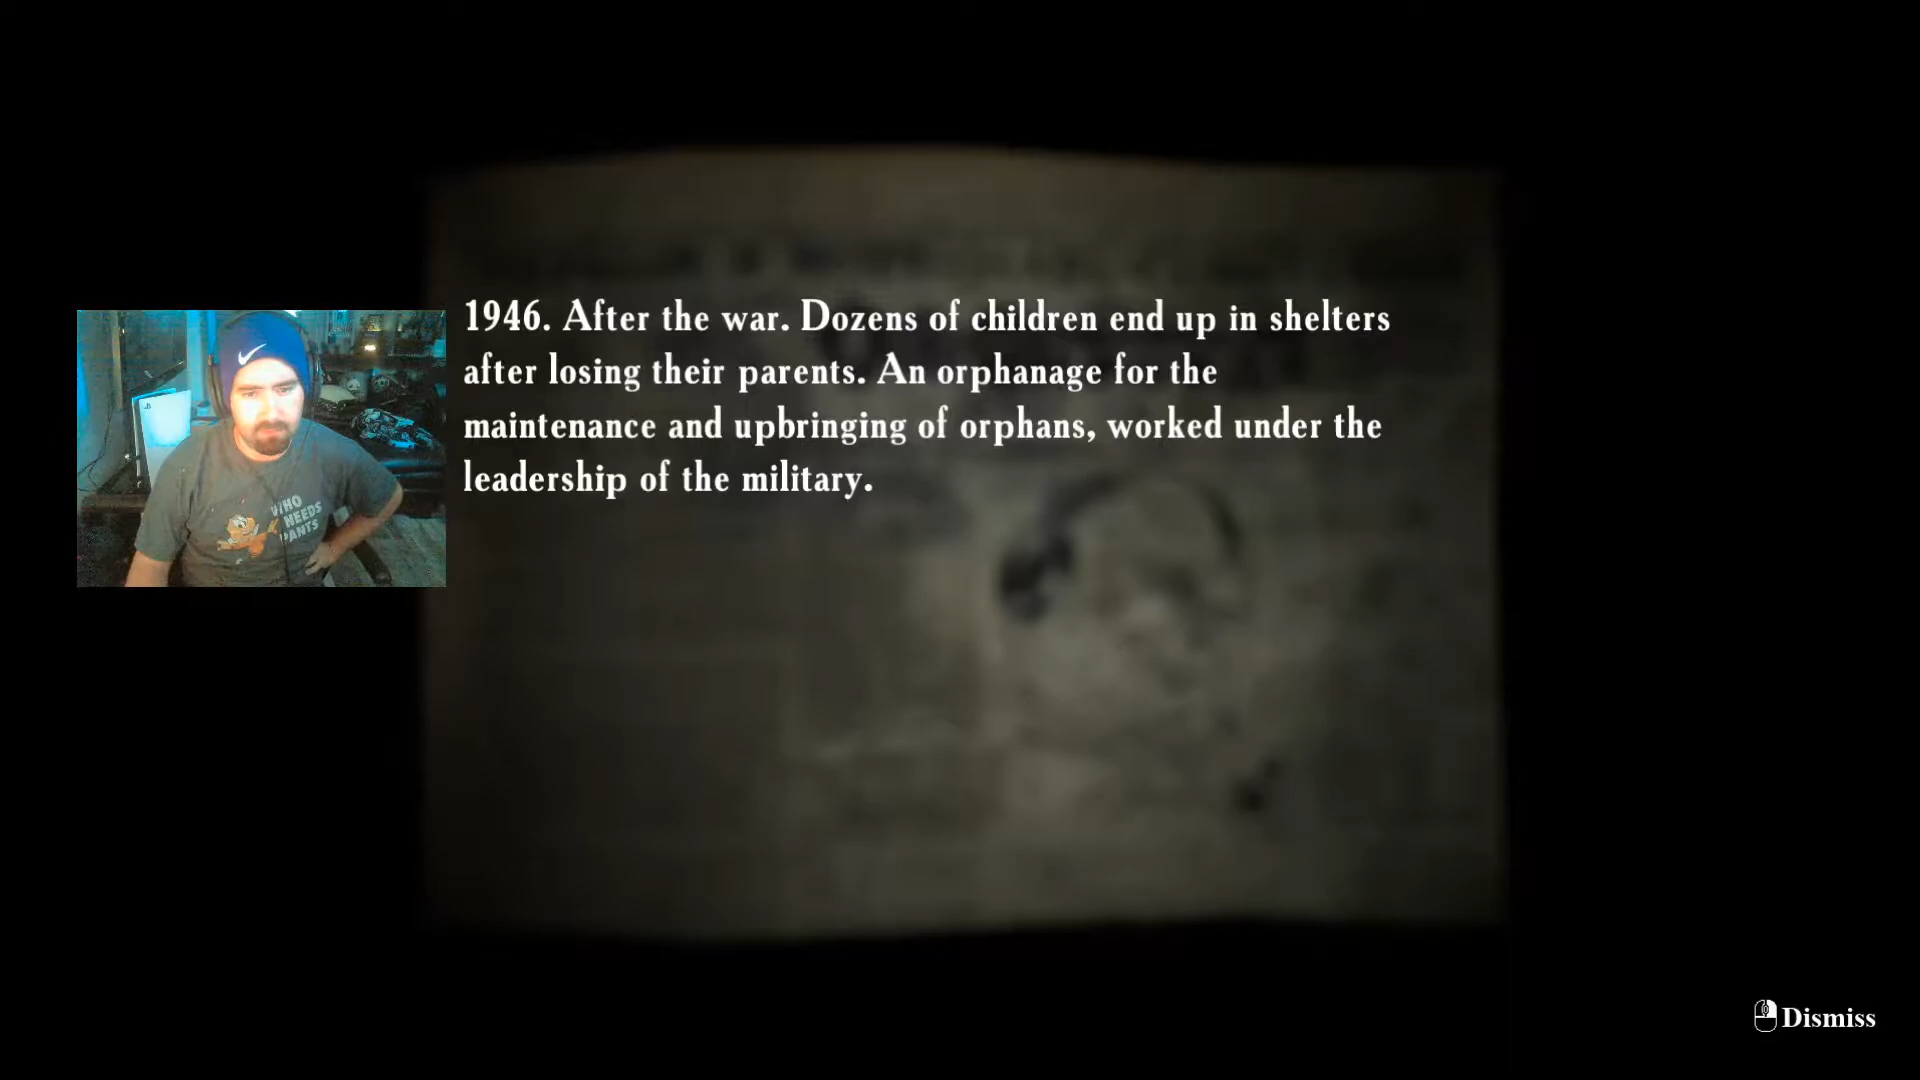 1946. After the war. Dozens of children end up in shelters
after losing their parents. An orphanage for the
maintenance and upbringing of orphans, worked under the
leadership of the military.
WHO
NEEDS
PANTS
Dismiss